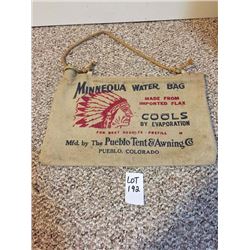 MINNEQUA WATER BAG
MADE FROM
IMPORTED FLAX
COOLS
BY EVAPORATION
FOR BEST RESULTS - PREFILL
Mfd. by The Pueblo Tent & Awning Co
PUEBLO, COLORADO
LOT
192